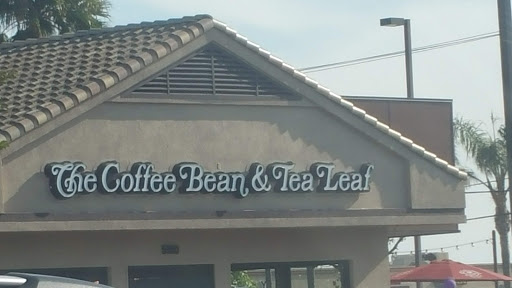 The Coffee Bean & Tea Leaf